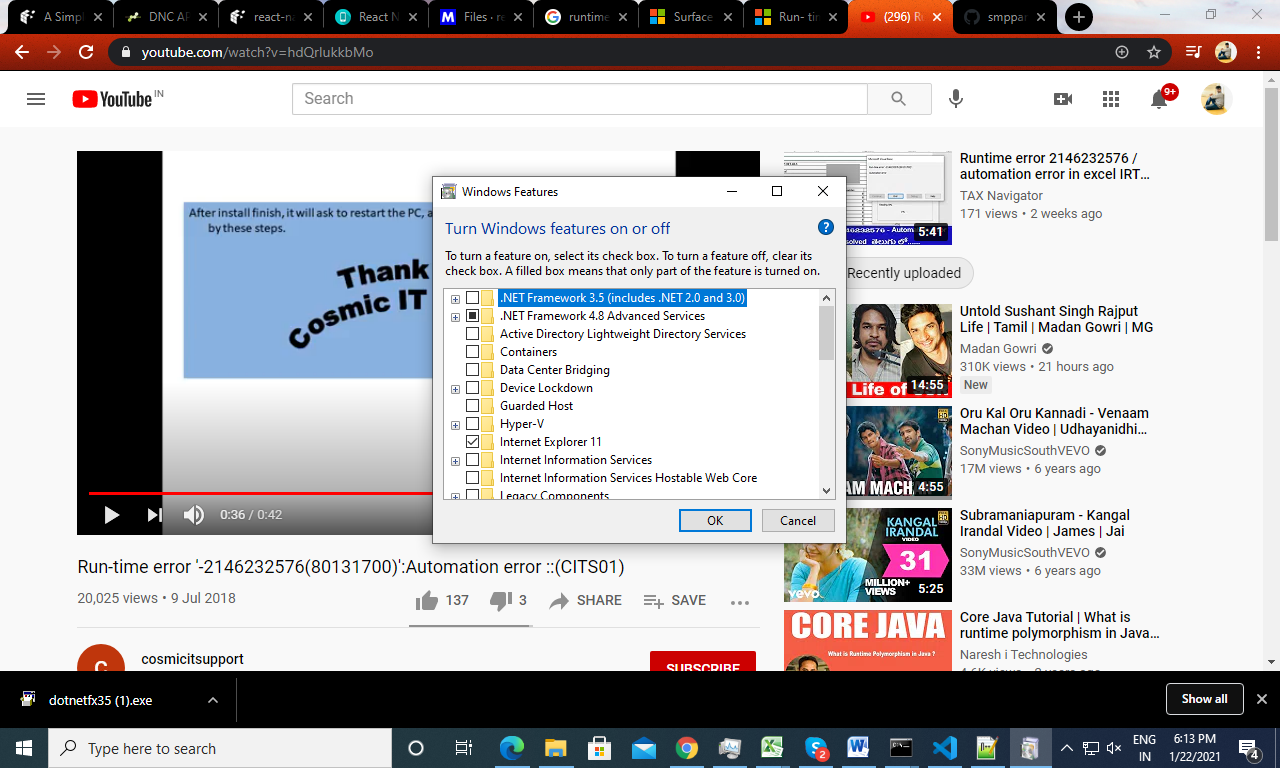 A Simpl
DNC AF
react-na
React N
Files · re
runtime
Surface
Run- tin
(296) Ru
smppar
youtube.com/watch?v=hdQrlukkbMo
YouTube IN
Search
9+
After install finish, it will ask to restart the PC, a
by these steps.
Thank
Cosmic IT
0:36 / 0:42
Windows Features
Turn Windows features on or off
To turn a feature on, select its check box. To turn a feature off, clear its
check box. A filled box means that only part of the feature is turned on.
.NET Framework 3.5 (includes .NET 2.0 and 3.0)
.NET Framework 4.8 Advanced Services
Active Directory Lightweight Directory Services
Containers
Data Center Bridging
Device Lockdown
Guarded Host
Hyper-V
Internet Explorer 11
Internet Information Services
Internet Information Services Hostable Web Core
Legacy Components
OK
Cancel
Run-time error '-2146232576(80131700)':Automation error ::(CITS01)
20,025 views • 9 Jul 2018
137
3
SHARE
SAVE
C
cosmicitsupport
SUBSCRIBE
5:41
Runtime error 2146232576 /
automation error in excel IRT…
TAX Navigator
171 views • 2 weeks ago
Recently uploaded
Life of
14:55
Untold Sushant Singh Rajput
Life | Tamil | Madan Gowri | MG
Madan Gowri
310K views • 21 hours ago
New
AM MACH
4:55
Oru Kal Oru Kannadi - Venaam
Machan Video | Udhayanidhi…
SonyMusicSouthVEVO
17M views • 6 years ago
KANGAL
IRANDAL
31
MILLION+
VIEWS
vevo
5:25
Subramaniapuram - Kangal
Irandal Video | James | Jai
SonyMusicSouthVEVO
33M views • 6 years ago
CORE JAVA
What is Runtime Polymorphism in Java ?
Core Java Tutorial | What is
runtime polymorphism in Java…
Naresh i Technologies
4.6K views • 2 years ago
dotnetfx35 (1).exe
Show all
Type here to search
2
ENG
IN
6:13 PM
1/22/2021
4